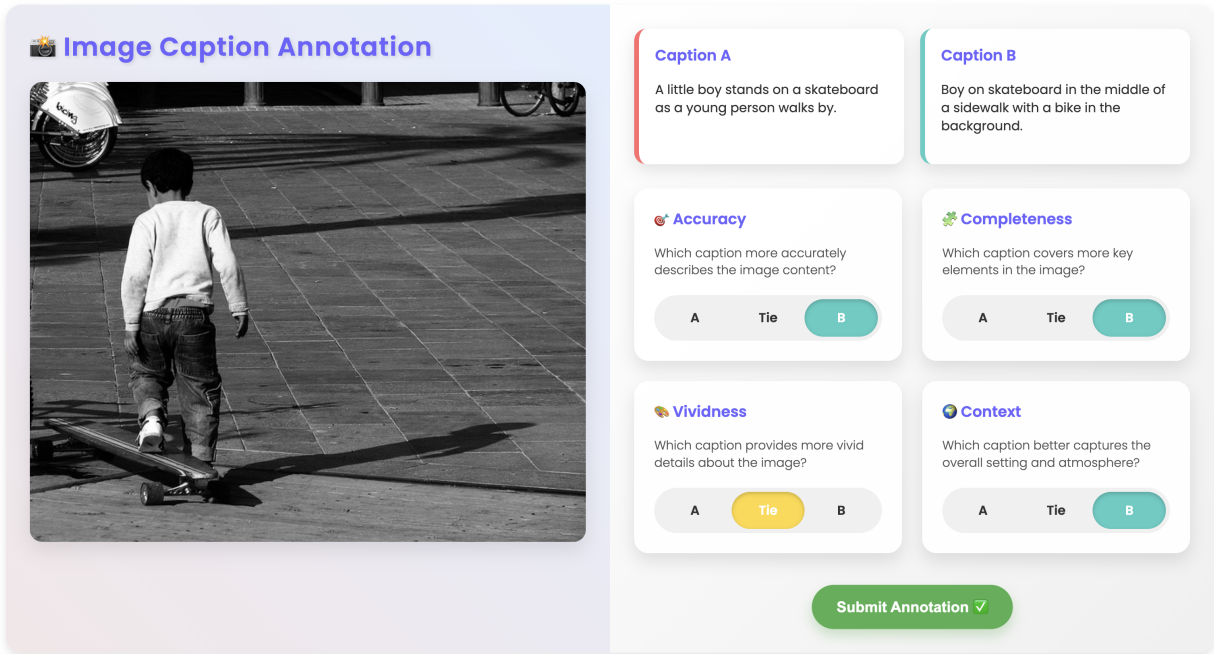 📸 Image Caption Annotation
bicing
Caption A
A little boy stands on a skateboard
as a young person walks by.
Caption B
Boy on skateboard in the middle of
a sidewalk with a bike in the
background.
🎯 Accuracy
Which caption more accurately
describes the image content?
A Tie B
🧩 Completeness
Which caption covers more key
elements in the image?
A Tie B
🎨 Vividness
Which caption provides more vivid
details about the image?
A Tie B
🌍 Context
Which caption better captures the
overall setting and atmosphere?
A Tie B
Submit Annotation ✅